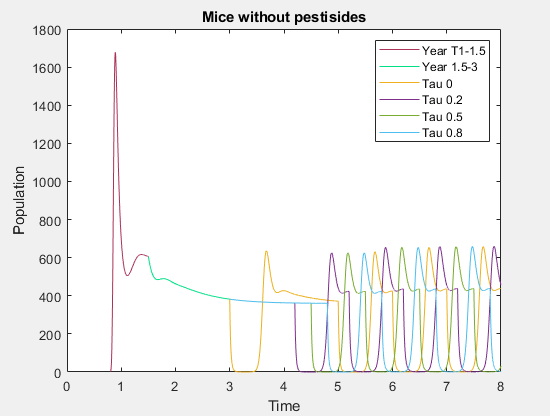 Mice without pestisides
Population
1800
1600
1400
1200
1000
800
600
400
200
0
0 1 2 3 4 5 6 7 8
Time
Year T1-1.5
Year 1.5-3
Tau 0
Tau 0.2
Tau 0.5
Tau 0.8